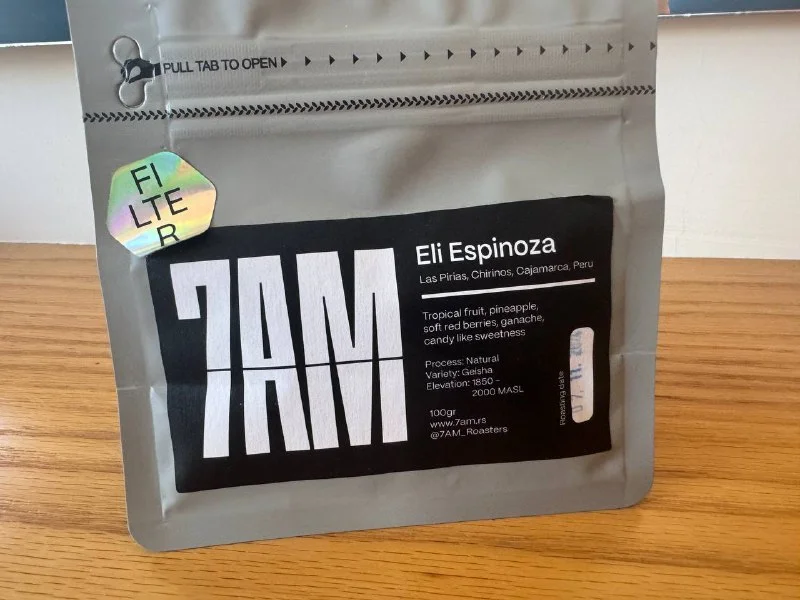 PULL TAB TO OPEN
FI
LTE
R
7AM
Eli Espinoza
Las Pirias, Chirinos, Cajamarca, Peru
Tropical fruit, pineapple,
soft red berries, ganache,
candy like sweetness
Process: Natural
Variety: Geisha
Elevation: 1850 -
2000 MASL
100gr
www.7am.rs
@7AM_Roasters
Roasting date